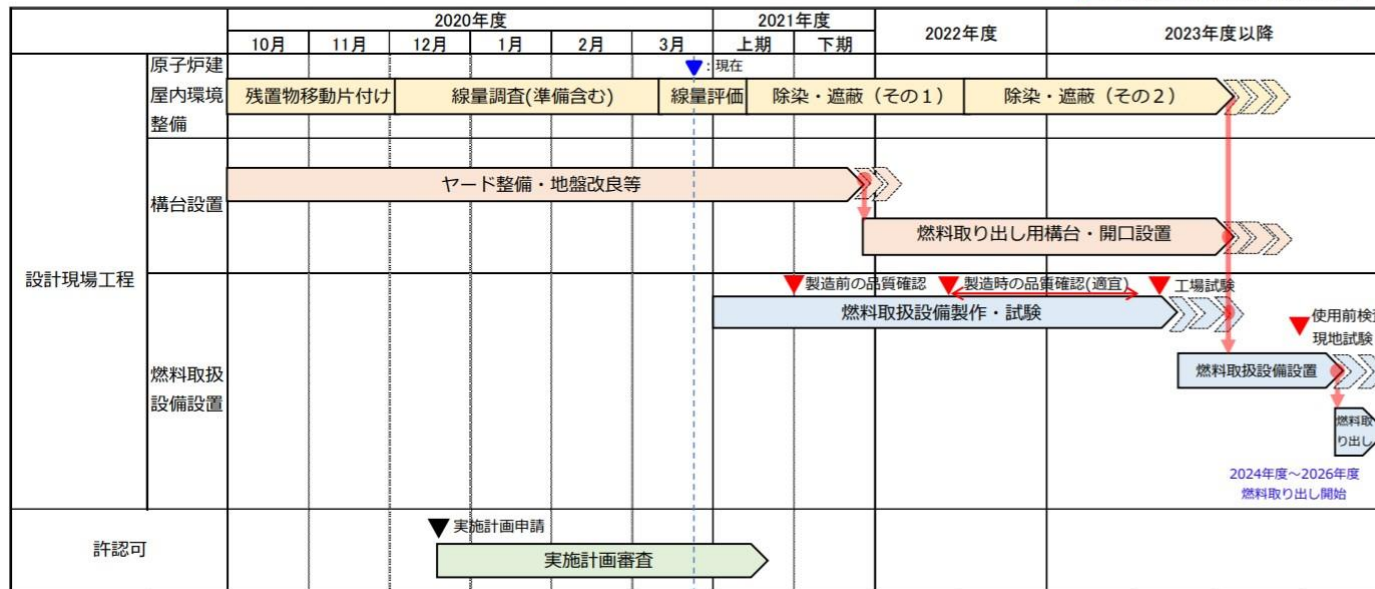 2020年度
2021年度
2022年度
2023年度以降
10月
11月
12月
1月
2月
3月
上期
下期
設計現場工程
原子炉建
屋内環境
整備
:現在
残置物移動片付け
線量調査(準備含む)
線量評価
除染・遮蔽（その１）
除染・遮蔽（その２）
構台設置
ヤード整備・地盤改良等
燃料取り出し用構台・開口設置
燃料取扱
設備設置
製造前の品質確認
製造時の品質確認(適宜)
工場試験
燃料取扱設備製作・試験
使用前検査
現地試験
燃料取扱設備設置
燃料取
り出し
2024年度～2026年度
燃料取り出し開始
許認可
実施計画申請
実施計画審査